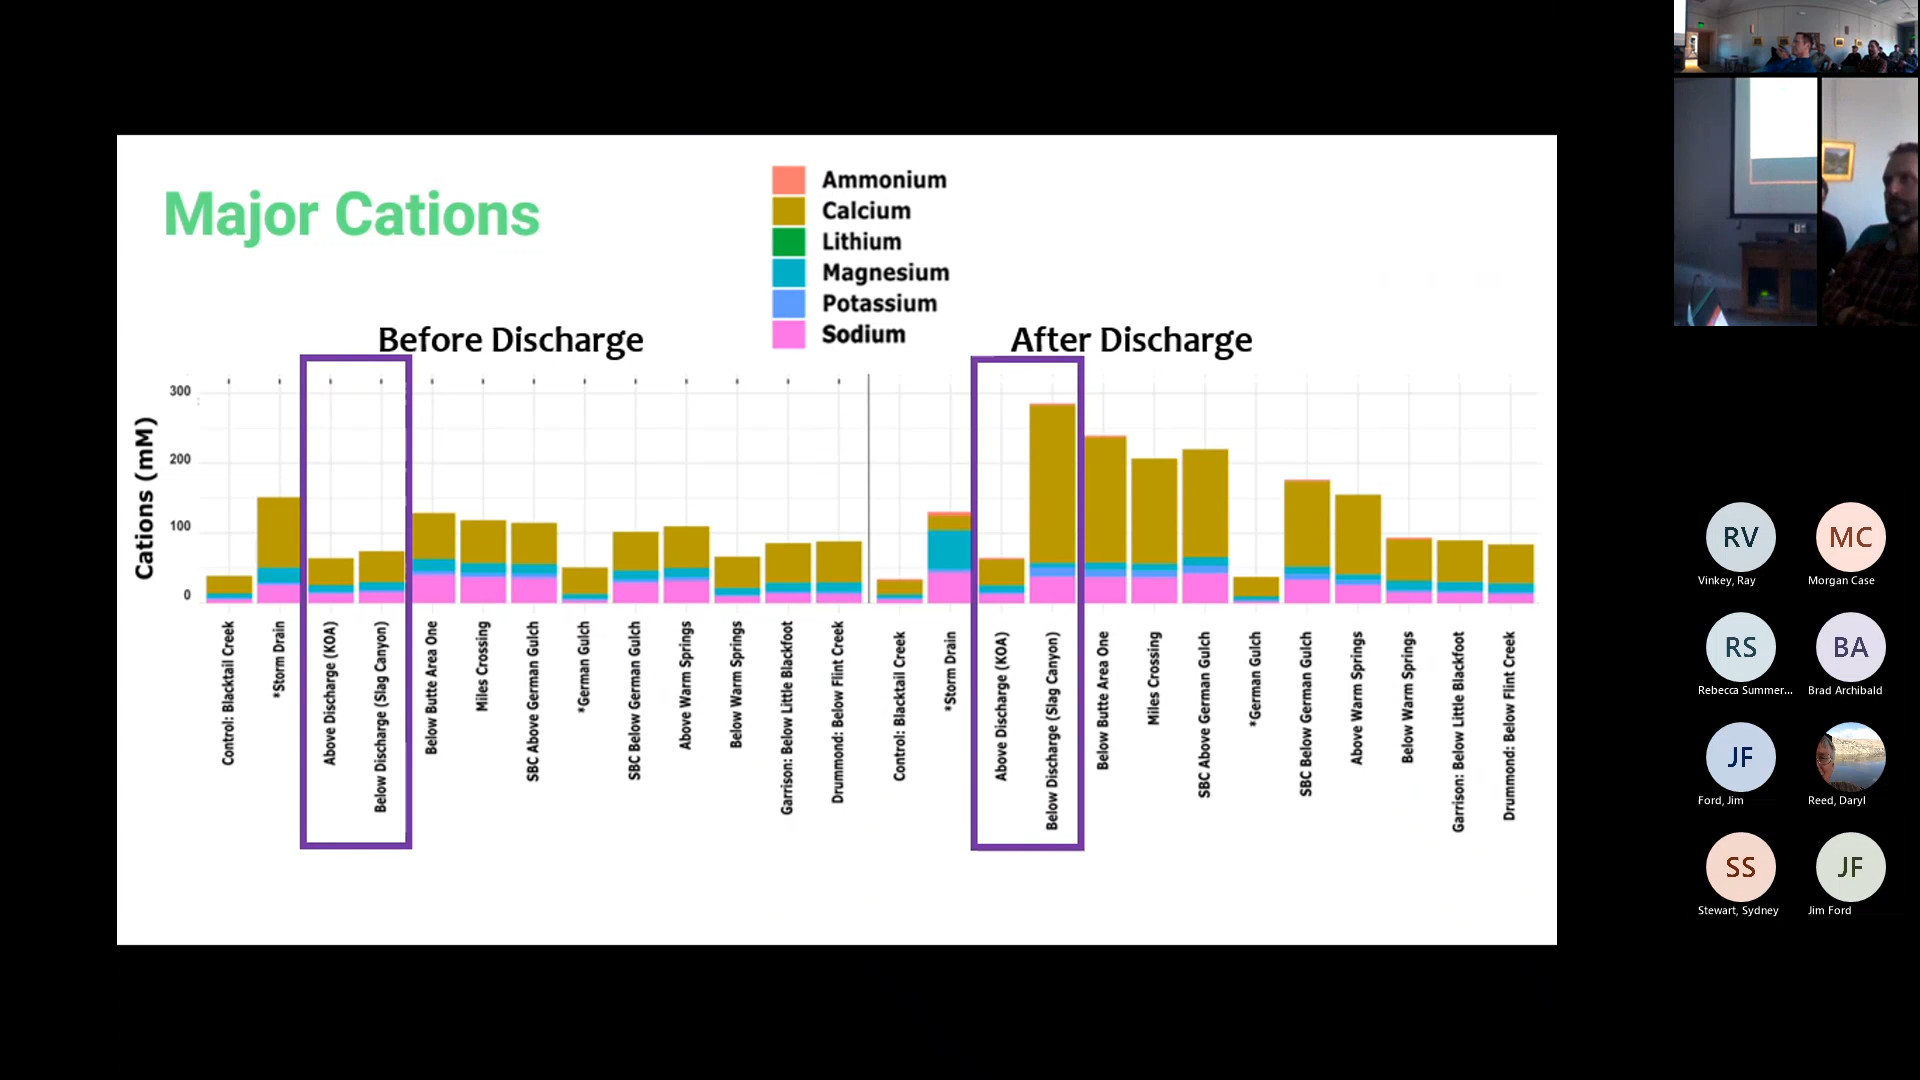 Major Cations
Ammonium
Calcium
Lithium
Magnesium
Potassium
Sodium
Before Discharge
After Discharge
Cations (mM)
300
200
100
0
Control: Blacktail Creek
*Storm Drain
Above Discharge (KOA)
Below Discharge (Slag Canyon)
Below Butte Area One
Miles Crossing
SBC Above German Gulch
*German Gulch
SBC Below German Gulch
Above Warm Springs
Below Warm Springs
Garrison: Below Little Blackfoot
Drummond: Below Flint Creek
Control: Blacktail Creek
*Storm Drain
Above Discharge (KOA)
Below Discharge (Slag Canyon)
Below Butte Area One
Miles Crossing
SBC Above German Gulch
*German Gulch
SBC Below German Gulch
Above Warm Springs
Below Warm Springs
Garrison: Below Little Blackfoot
Drummond: Below Flint Creek
RV
Vinkey, Ray
MC
Morgan Case
RS
Rebecca Summer...
BA
Brad Archibald
JF
Ford, Jim
Reed, Daryl
SS
Stewart, Sydney
JF
Jim Ford